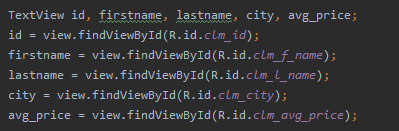 TextView id, firstname, lastname, city, avg_price;
id = view.findViewById(R.id.clm_id);
firstname = view.findViewById(R.id.clm_f_name);
lastname = view.findViewById(R.id.clm_l_name);
city = view.findViewById(R.id.clm_city);
avg_price = view.findViewById(R.id.clm_avg_price);